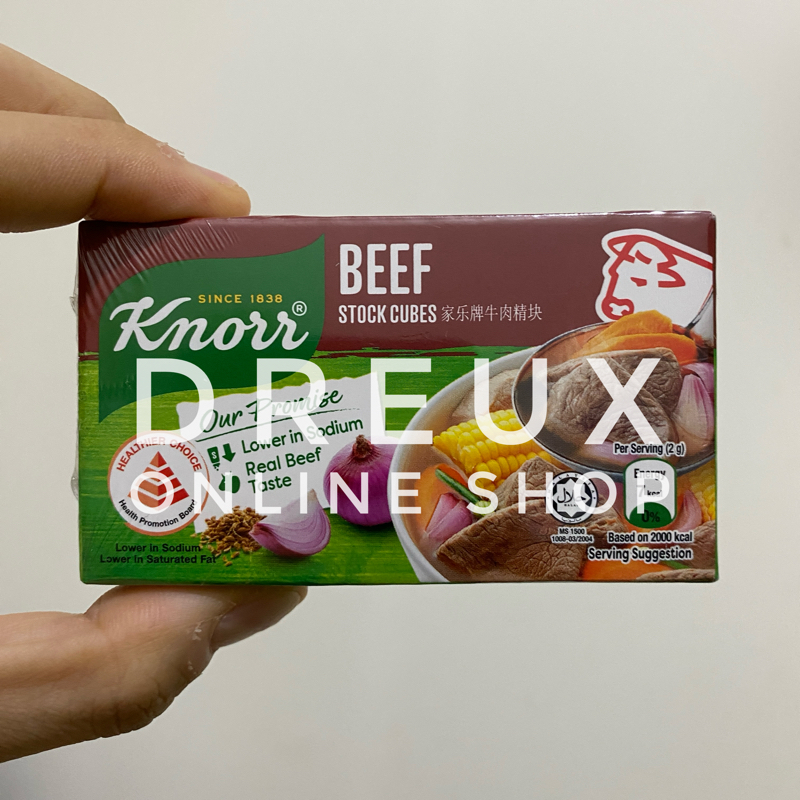 BEEF
STOCK CUBES 家乐牌牛肉精块
SINCE 1838
Knorr®
DREUX
ONLINE SHOP
Our Promise
Lower in Sodium
Real Beef
Taste
HEALTHIER CHOICE
Health Promotion Board
Lower in Sodium
Lower in Saturated Fat
Per Serving (2 g)
Energy
0%
Based on 2000 kcal
Serving Suggestion
MS 1500
1008-03/2004